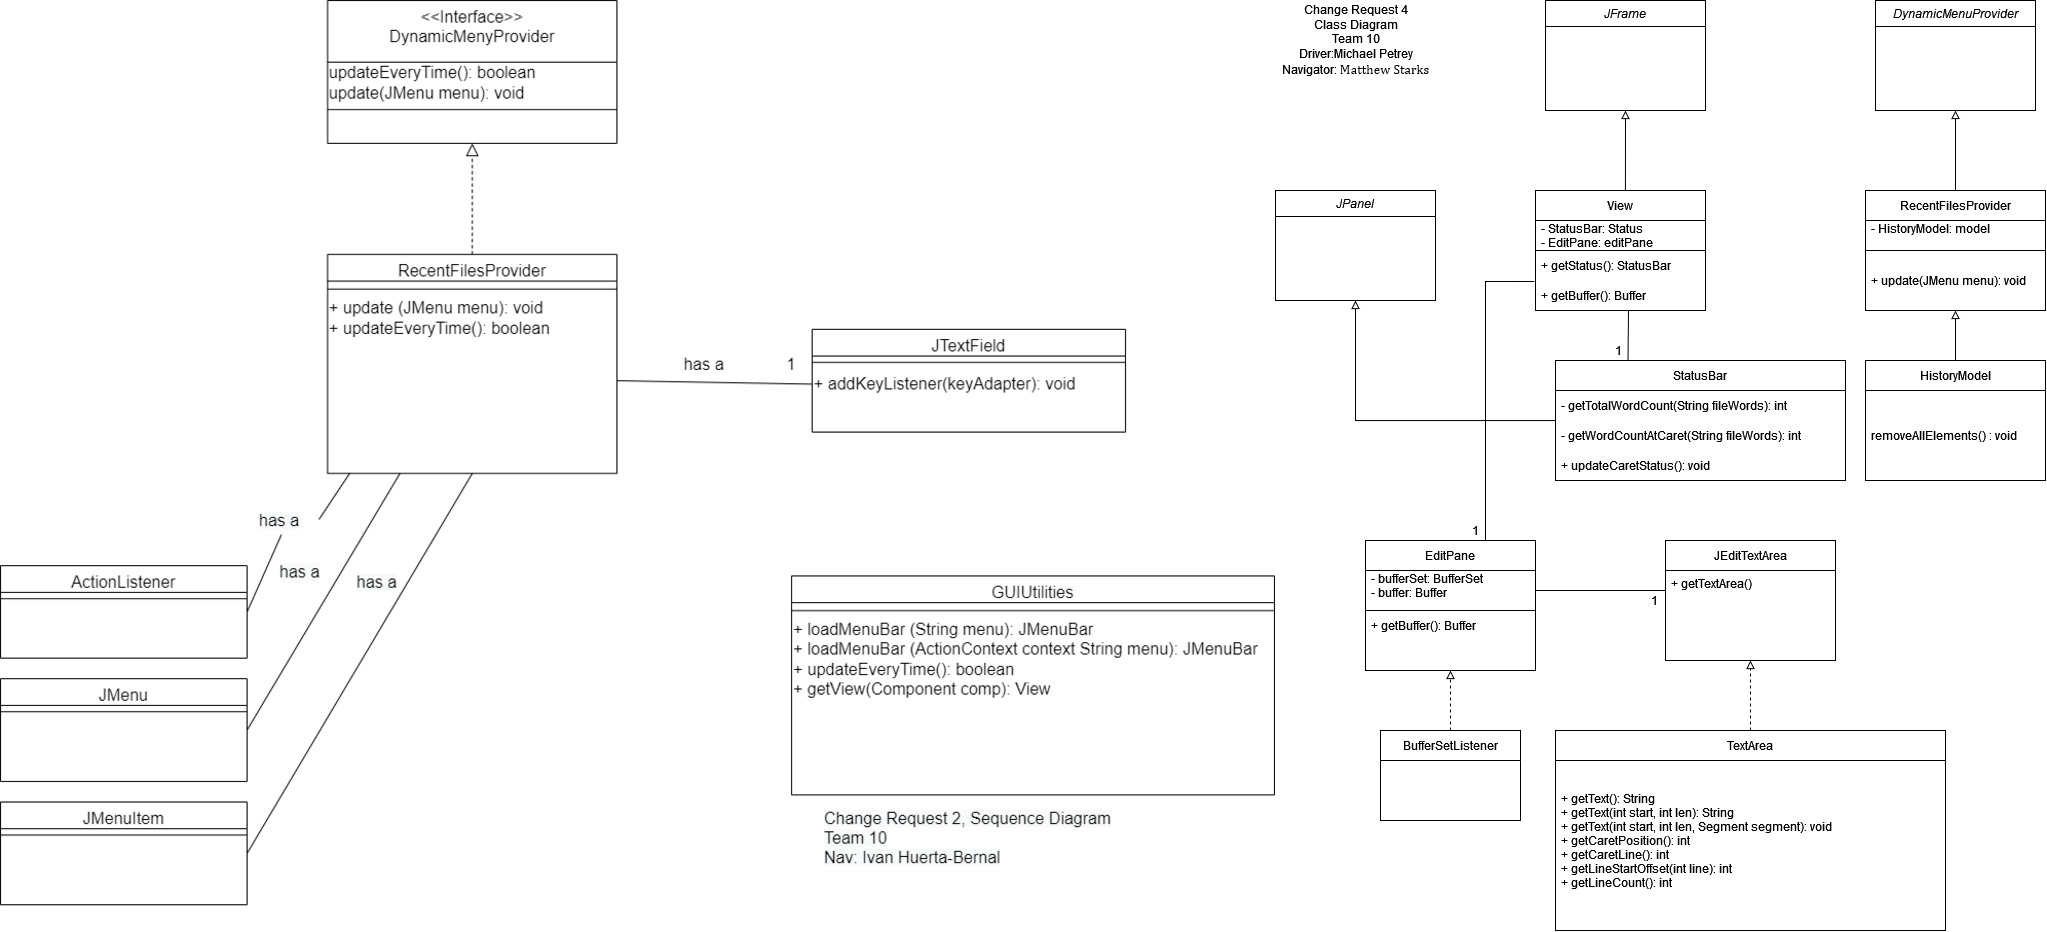 <<Interface>>
DynamicMenyProvider
updateEveryTime(): boolean
update(JMenu menu): void
RecentFilesProvider
+ update (JMenu menu): void
+ updateEveryTime(): boolean
has a
1
JTextField
+ addKeyListener(keyAdapter): void
has a
has a
has a
ActionListener
JMenu
JMenuItem
GUIUtilities
+ loadMenuBar (String menu): JMenuBar
+ loadMenuBar (ActionContext context String menu): JMenuBar
+ updateEveryTime(): boolean
+ getView(Component comp): View
Change Request 2, Sequence Diagram
Team 10
Nav: Ivan Huerta-Bernal
Change Request 4
Class Diagram
Team 10
Driver:Michael Petrey
Navigator: Matthew Starks
JFrame
DynamicMenuProvider
JPanel
View
- StatusBar: Status
- EditPane: editPane
+ getStatus(): StatusBar
+ getBuffer(): Buffer
RecentFilesProvider
- HistoryModel: model
+ update(JMenu menu): void
1
StatusBar
- getTotalWordCount(String fileWords): int
- getWordCountAtCaret(String fileWords): int
+ updateCaretStatus(): void
HistoryModel
removeAllElements() : void
1
EditPane
- bufferSet: BufferSet
- buffer: Buffer
+ getBuffer(): Buffer
1
JEditTextArea
+ getTextArea()
BufferSetListener
TextArea
+ getText(): String
+ getText(int start, int len): String
+ getText(int start, int len, Segment segment): void
+ getCaretPosition(): int
+ getCaretLine(): int
+ getLineStartOffset(int line): int
+ getLineCount(): int